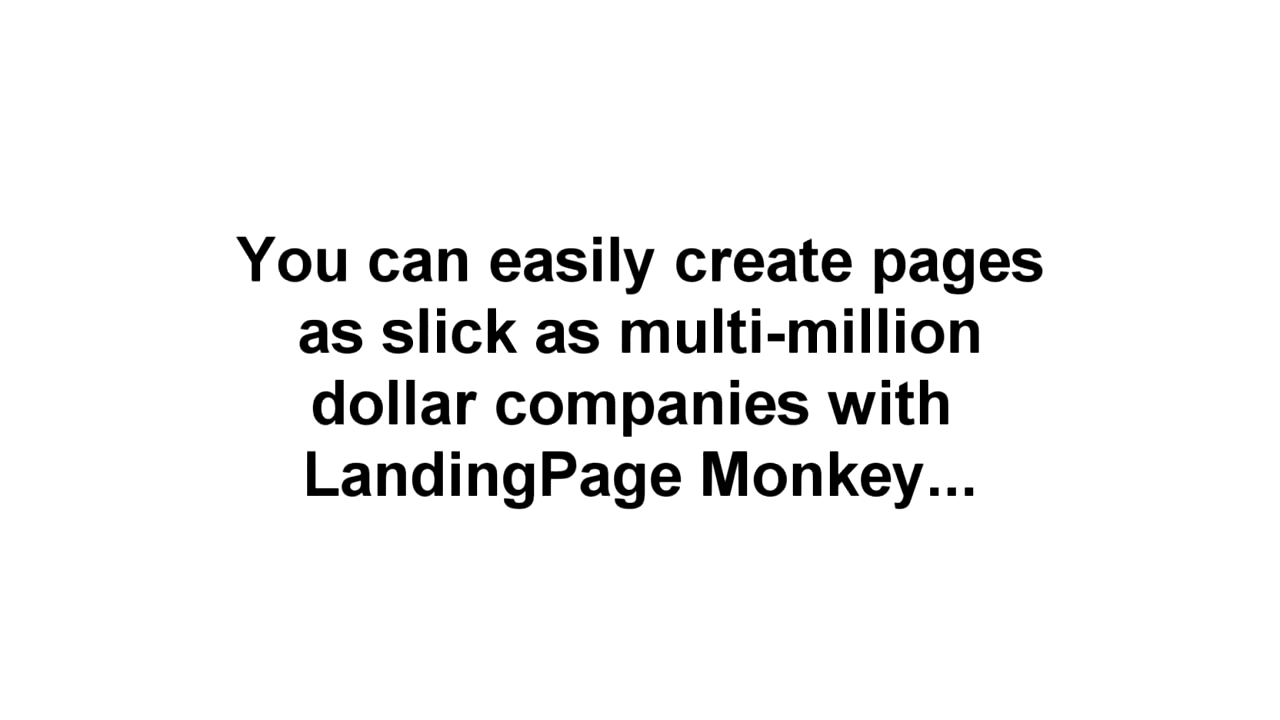 You can easily create pages
as slick as multi-million
dollar companies with
LandingPage Monkey...